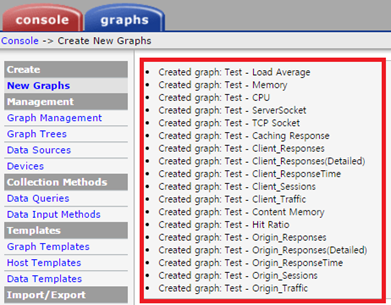 console graphs
Console -> Create New Graphs
Create
New Graphs
Management
Graph Management
Graph Trees
Data Sources
Devices
Collection Methods
Data Queries
Data Input Methods
Templates
Graph Templates
Host Templates
Data Templates
Import/Export
• Created graph: Test - Load Average
• Created graph: Test - Memory
• Created graph: Test - CPU
• Created graph: Test - ServerSocket
• Created graph: Test - TCP Socket
• Created graph: Test - Caching Response
• Created graph: Test - Client_Responses
• Created graph: Test - Client_Responses(Detailed)
• Created graph: Test - Client_ResponseTime
• Created graph: Test - Client_Sessions
• Created graph: Test - Client_Traffic
• Created graph: Test - Content Memory
• Created graph: Test - Hit Ratio
• Created graph: Test - Origin_Responses
• Created graph: Test - Origin_Responses(Detailed)
• Created graph: Test - Origin_ResponseTime
• Created graph: Test - Origin_Sessions
• Created graph: Test - Origin_Traffic